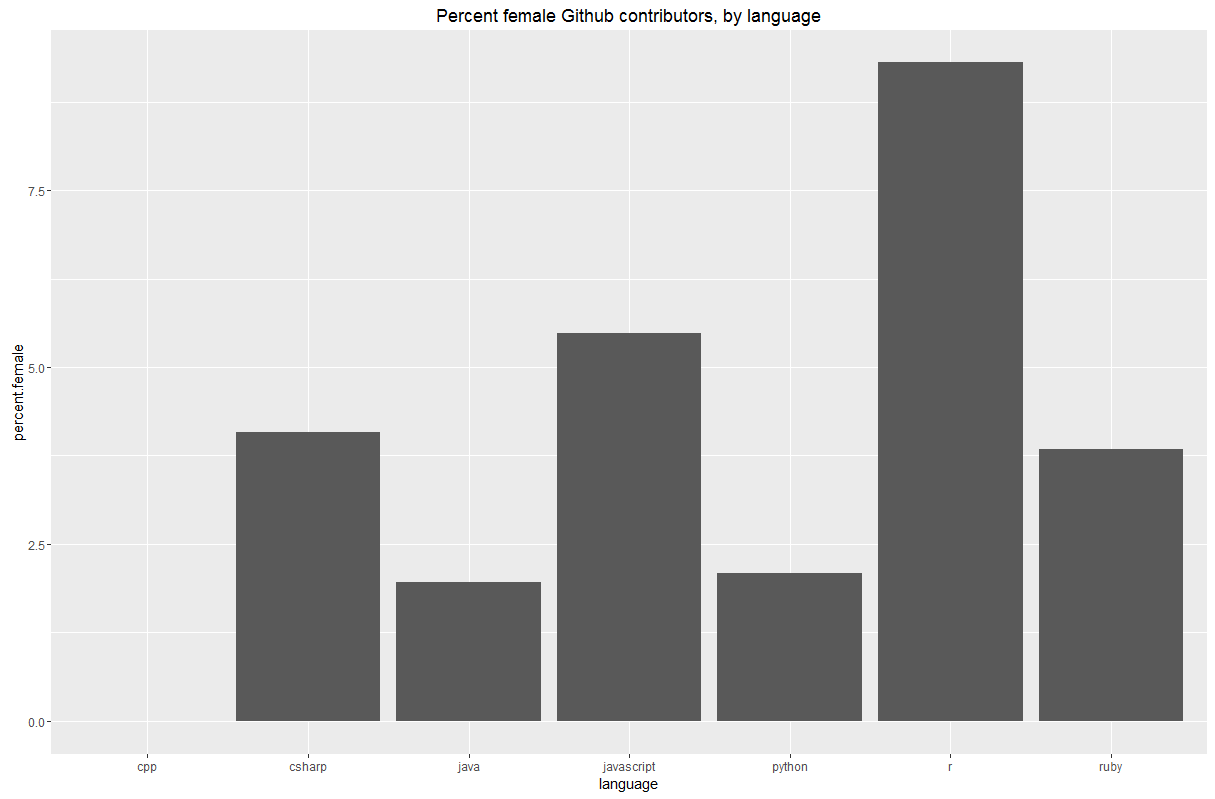 Percent female Github contributors, by language
percent.female
7.5
5.0
2.5
0.0
cpp csharp java javascript python r ruby
language